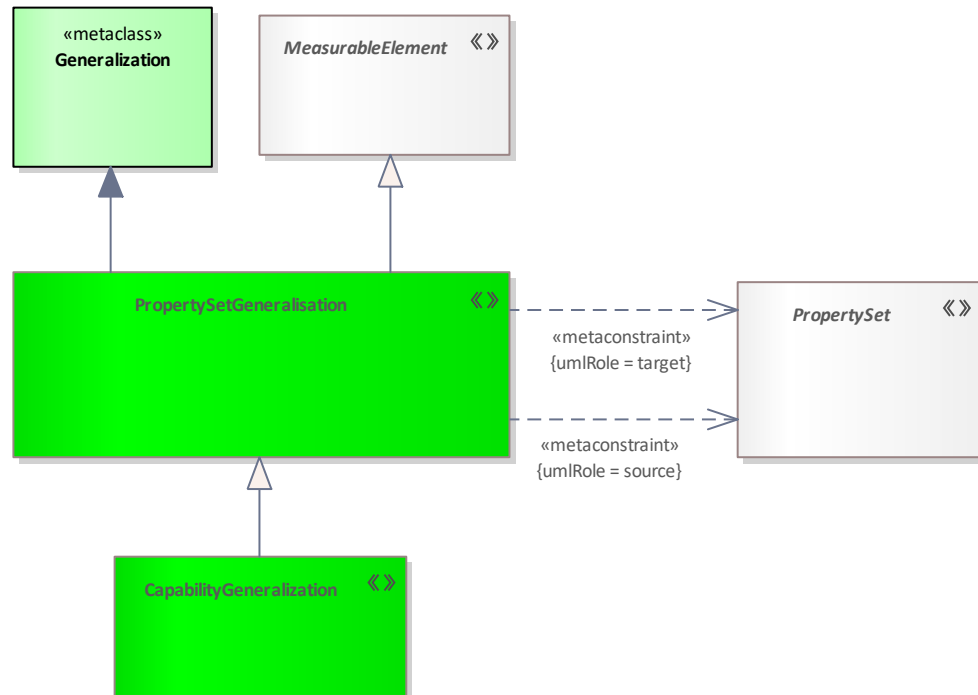 «metaclass»
Generalization
MeasurableElement «»
PropertySetGeneralisation «»
«metaconstraint»
{umlRole = target}
PropertySet «»
«metaconstraint»
{umlRole = source}
CapabilityGeneralization «»